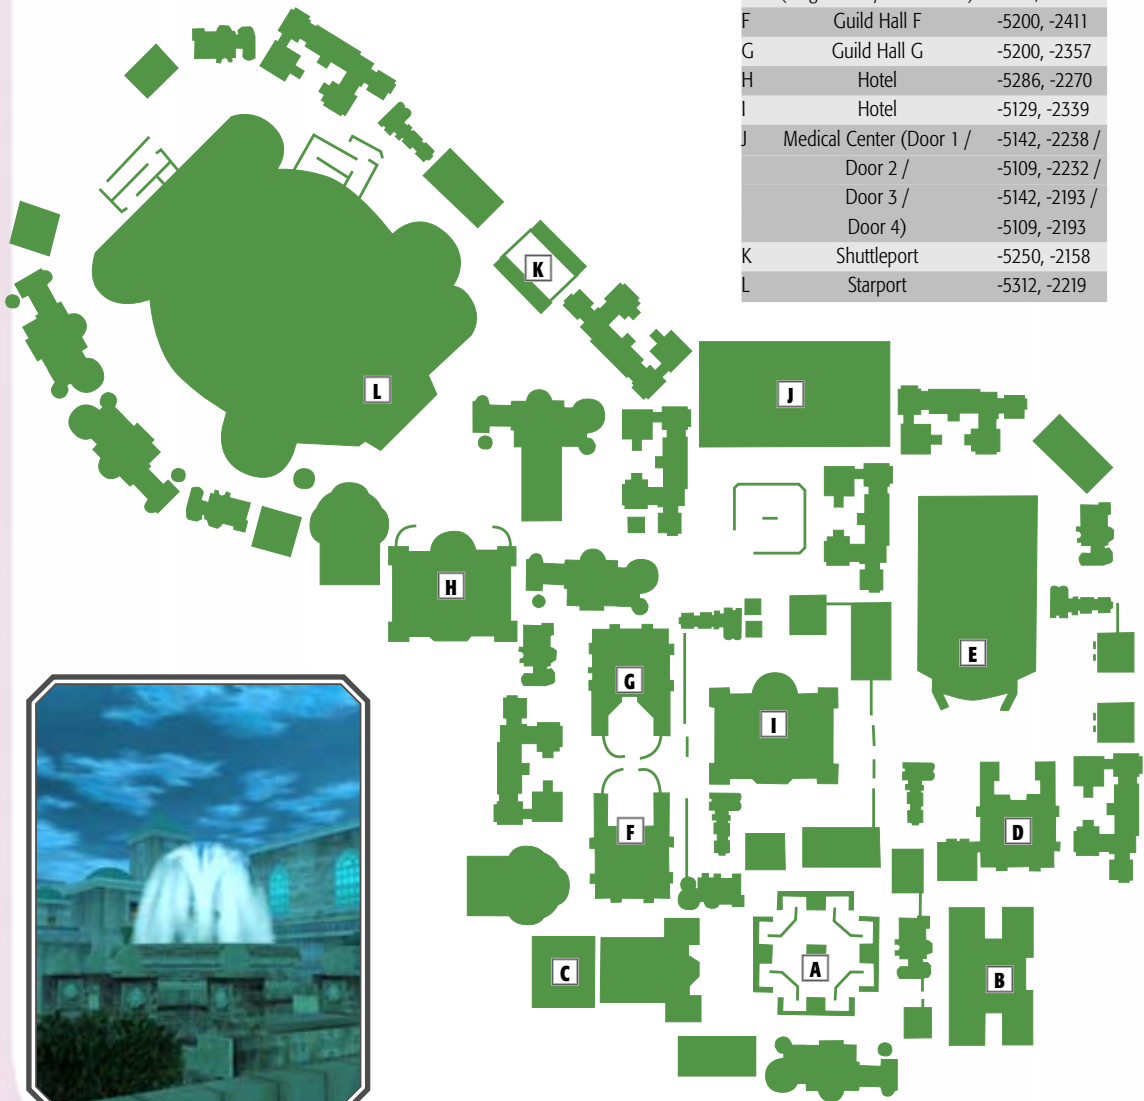 F Guild Hall F -5200, -2411
G Guild Hall G -5200, -2357
H Hotel -5286, -2270
I Hotel -5129, -2339
J Medical Center (Door 1 / -5142, -2238 /
Door 2 / -5109, -2232 /
Door 3 / -5142, -2193 /
Door 4) -5109, -2193
K Shuttleport -5250, -2158
L Starport -5312, -2219
K
L
J
H
E
G
I
F
D
A
C
B